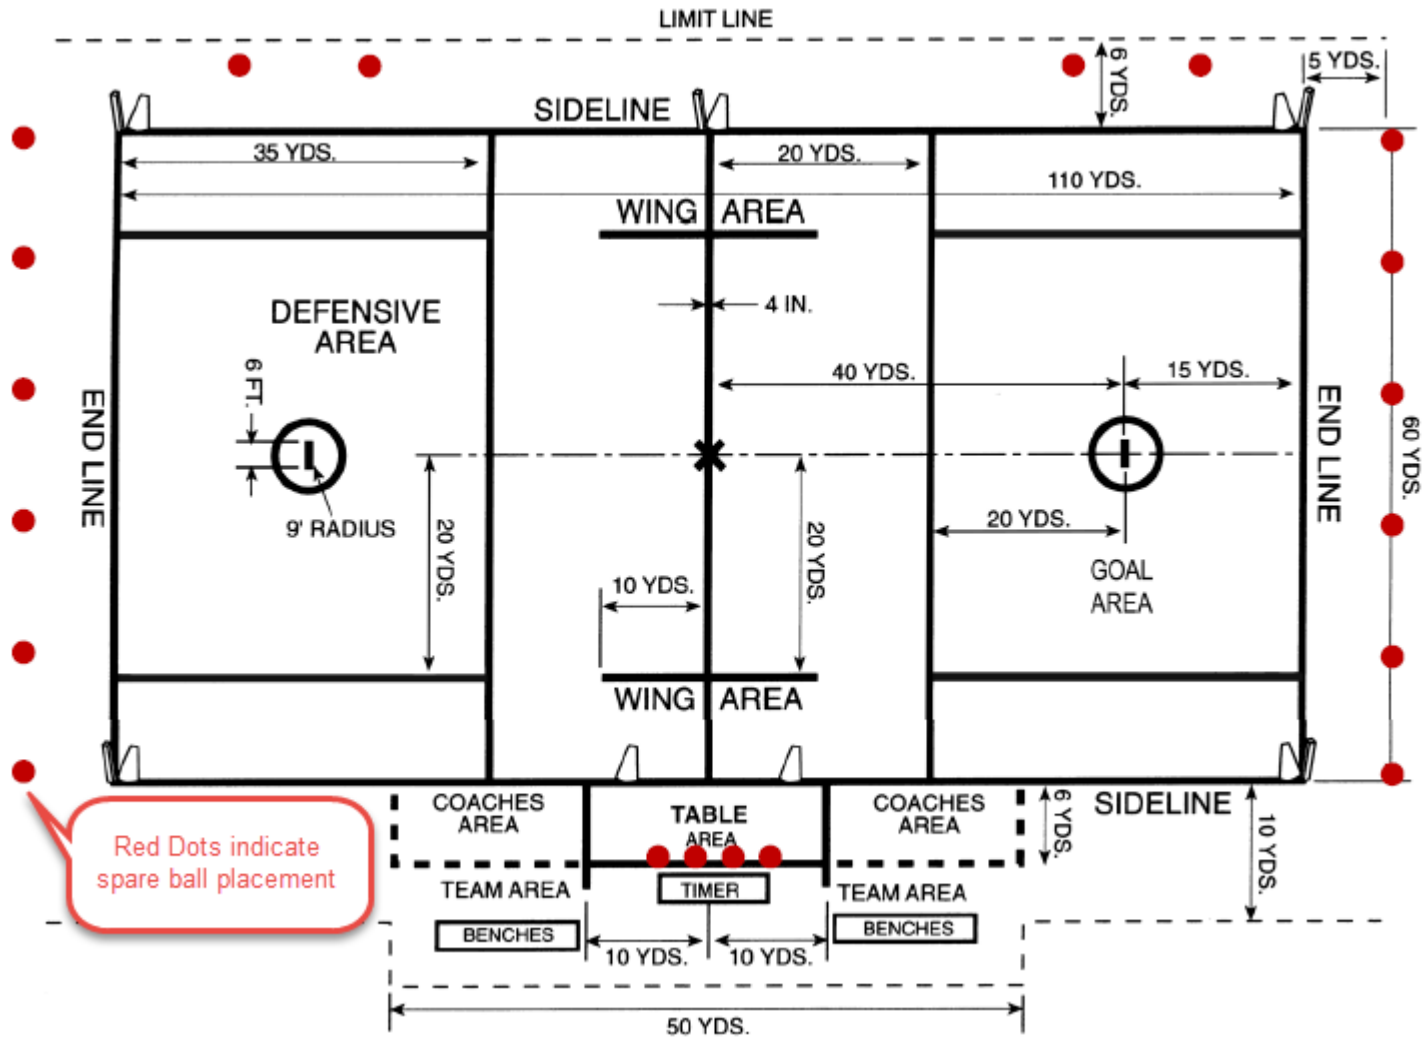 LIMIT LINE
6 YDS.
5 YDS.
SIDELINE
35 YDS.
20 YDS.
110 YDS.
WING AREA
4 IN.
DEFENSIVE
AREA
6 FT.
40 YDS.
15 YDS.
END LINE
END LINE
60 YDS.
9' RADIUS
20 YDS.
20 YDS.
20 YDS.
10 YDS.
GOAL
AREA
WING AREA
COACHES
AREA
TABLE
AREA
COACHES
AREA
6 YDS.
SIDELINE
10 YDS.
Red Dots indicate
spare ball placement
TEAM AREA
TIMER
TEAM AREA
BENCHES
BENCHES
10 YDS.
10 YDS.
50 YDS.